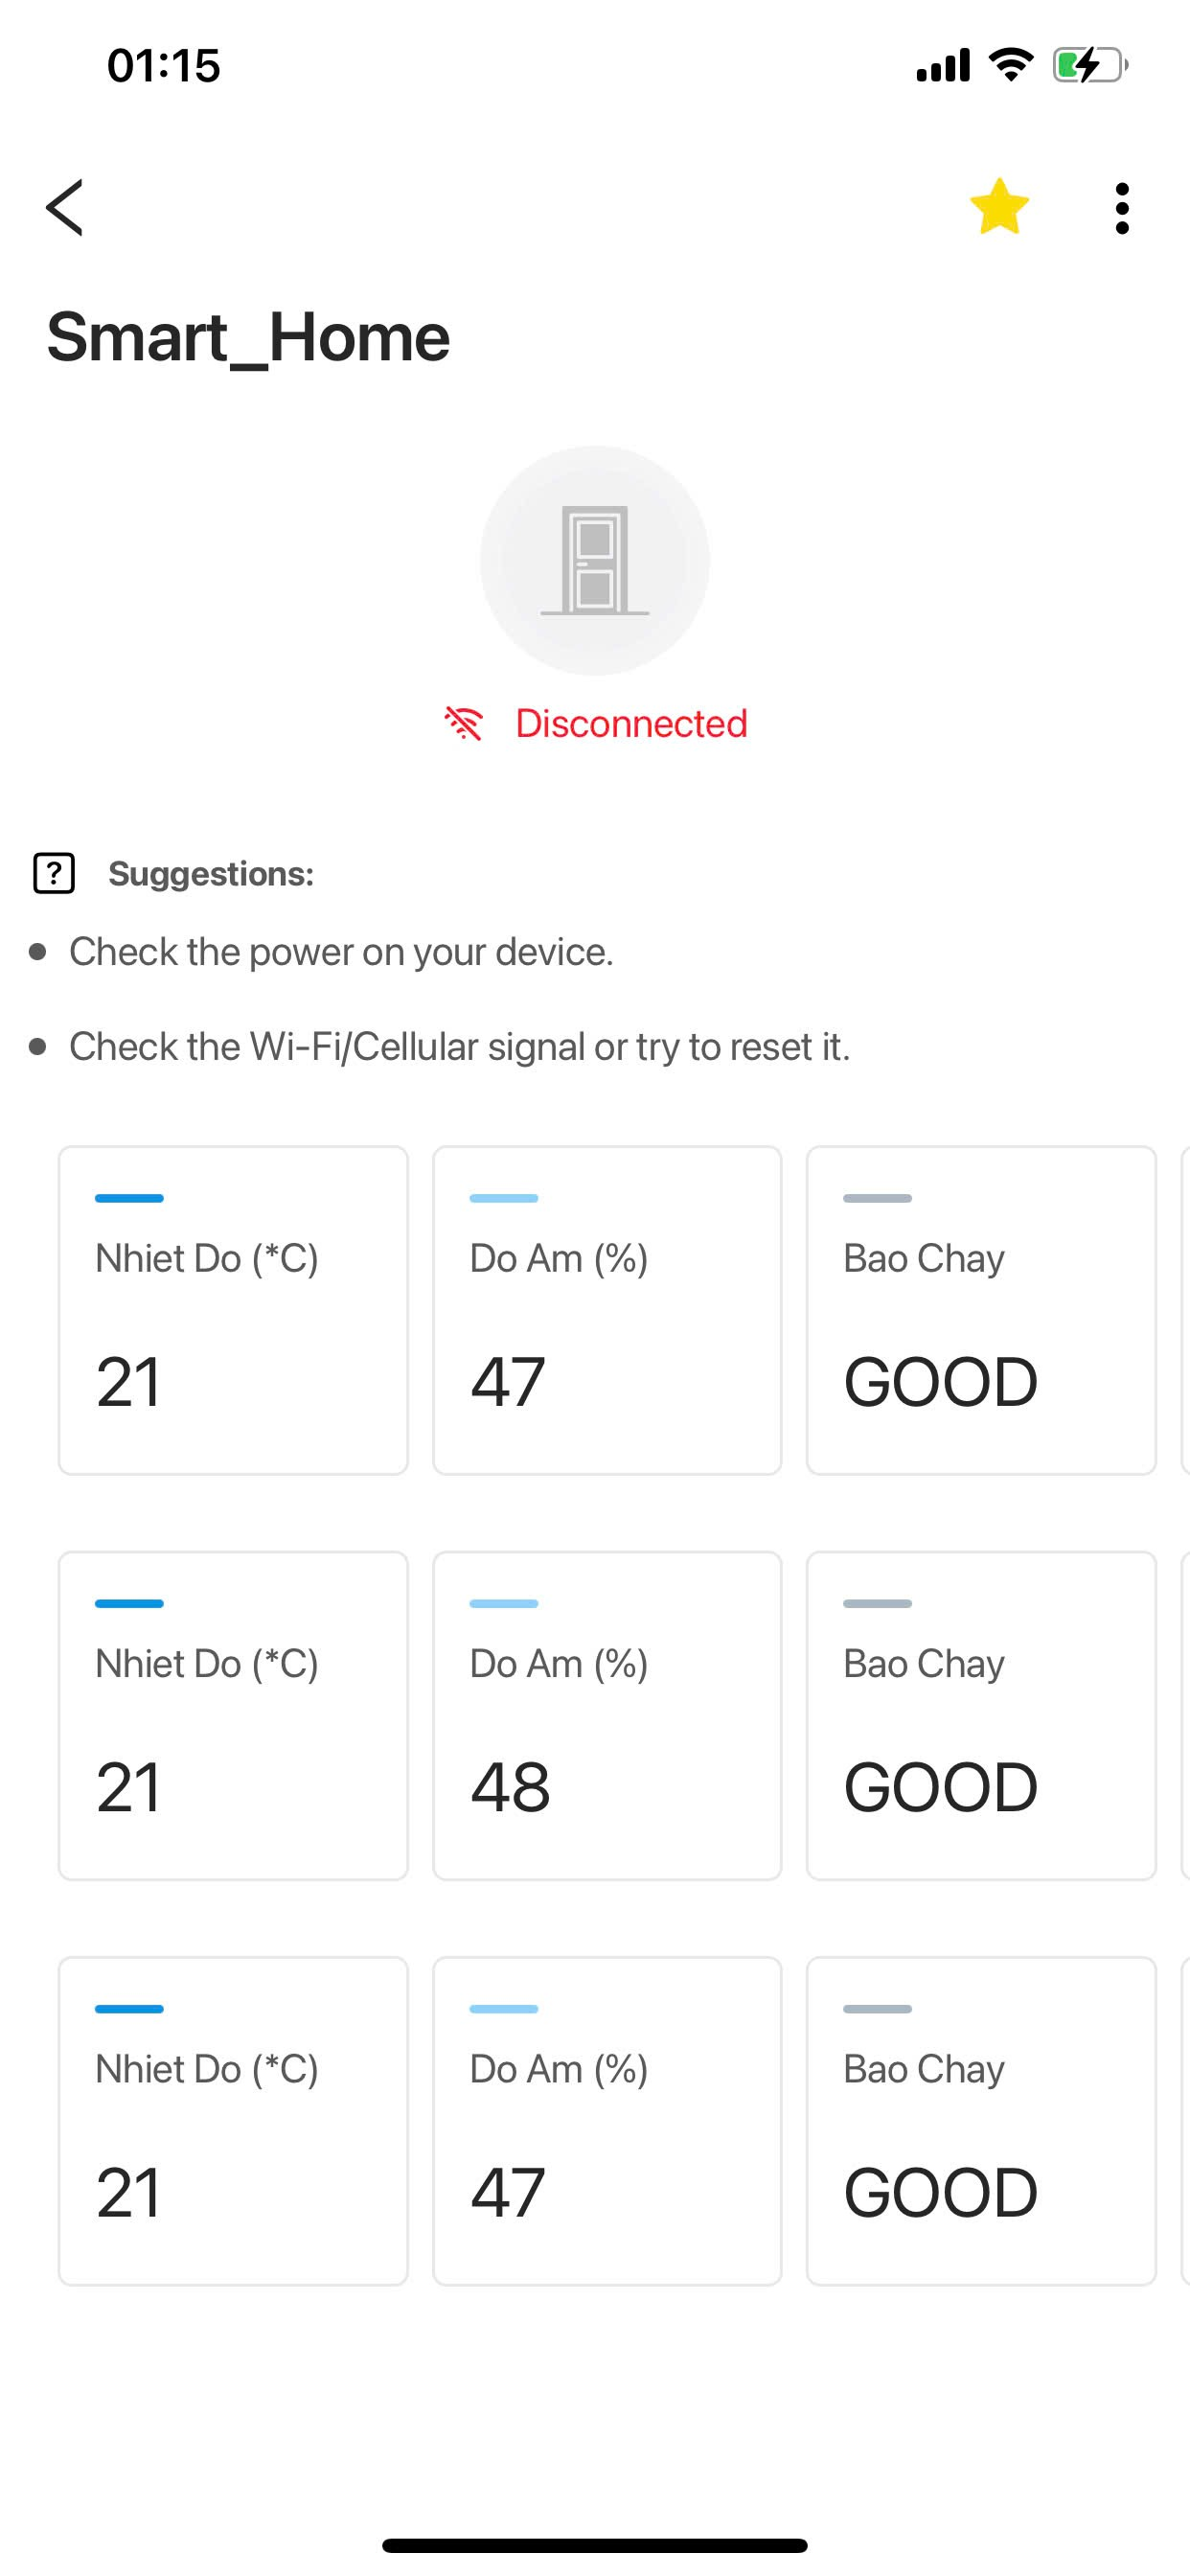 01:15
Smart_Home
Disconnected
Suggestions:
Check the power on your device.
Check the Wi-Fi/Cellular signal or try to reset it.
Nhiet Do (*C) Do Am (%) Bao Chay
21 47 GOOD
Nhiet Do (*C) Do Am (%) Bao Chay
21 48 GOOD
Nhiet Do (*C) Do Am (%) Bao Chay
21 47 GOOD